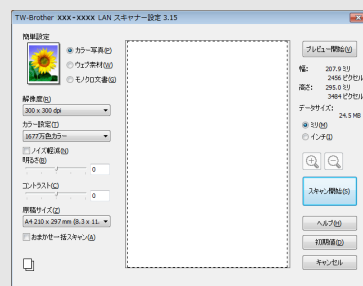 TW-Brother xxx-xxxx LAN スキャナー設定 3.15
簡単設定
カラー写真(P)
ウェブ素材(W)
モノクロ文書(G)
解像度(R)
300 x 300 dpi
カラー設定(T)
1677万色カラー
ノイズ軽減(N)
明るさ(B)
0
コントラスト(C)
0
原稿サイズ(Z)
A4 210 x 297 mm (8.3 x 11.
おまかせ一括スキャン(A)
プレビュー開始(V)
幅: 207.9 ミリ
2456 ピクセル
高さ: 295.0 ミリ
3484 ピクセル
データサイズ:
24.5 MB
ミリ(M)
インチ(I)
スキャン開始(S)
ヘルプ(H)
初期値(D)
キャンセル